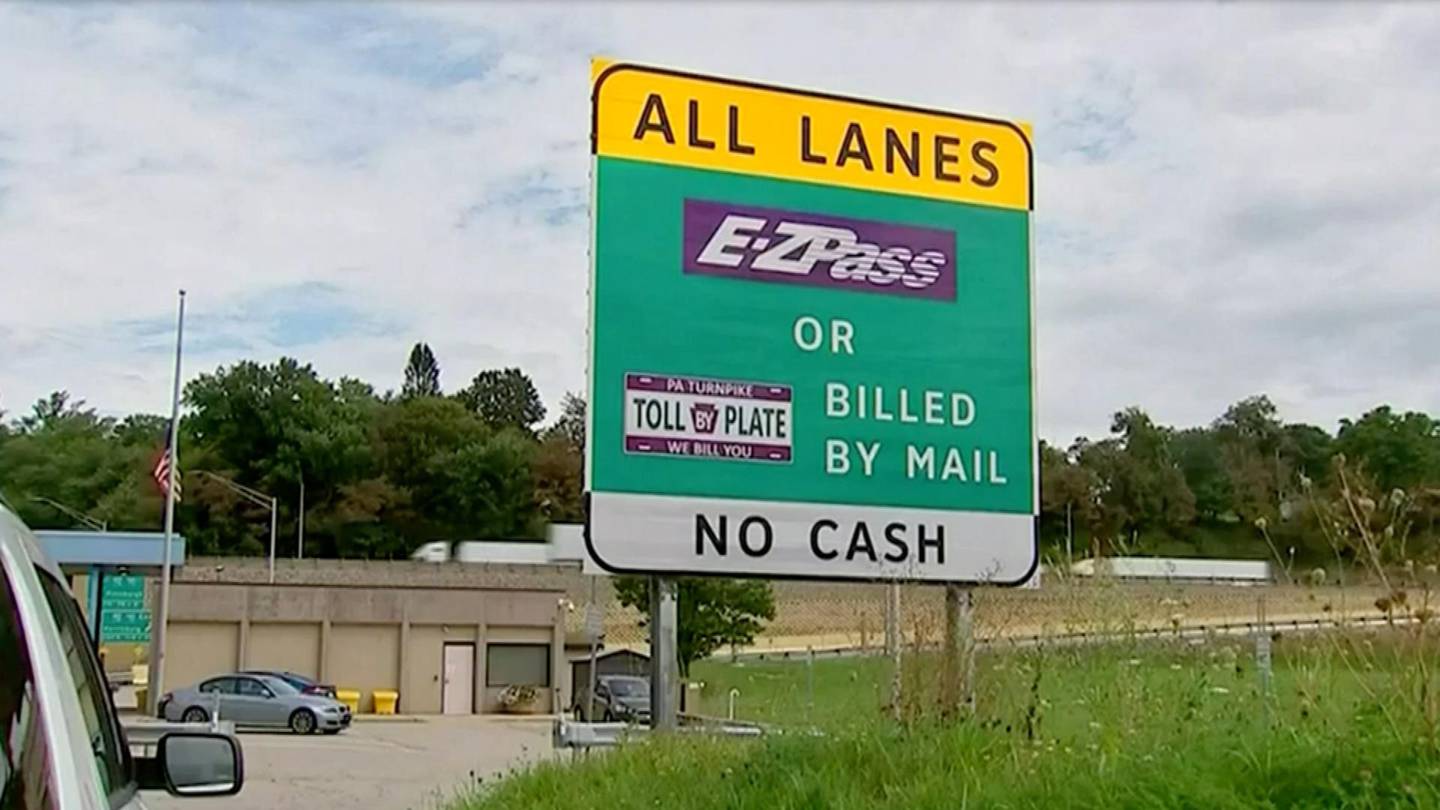 ALL LANES
E-ZPass
OR
PA TURNPIKE
TOLL BY PLATE
WE BILL YOU
BILLED
BY MAIL
NO CASH